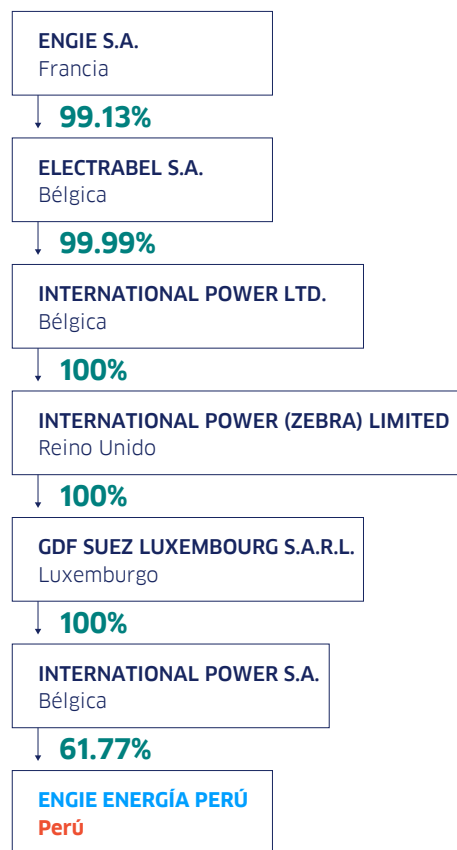 ENGIE S.A.
Francia
99.13%
ELECTRABEL S.A.
Bélgica
99.99%
INTERNATIONAL POWER LTD.
Bélgica
100%
INTERNATIONAL POWER (ZEBRA) LIMITED
Reino Unido
100%
GDF SUEZ LUXEMBOURG S.A.R.L.
Luxemburgo
100%
INTERNATIONAL POWER S.A.
Bélgica
61.77%
ENGIE ENERGÍA PERÚ
Perú